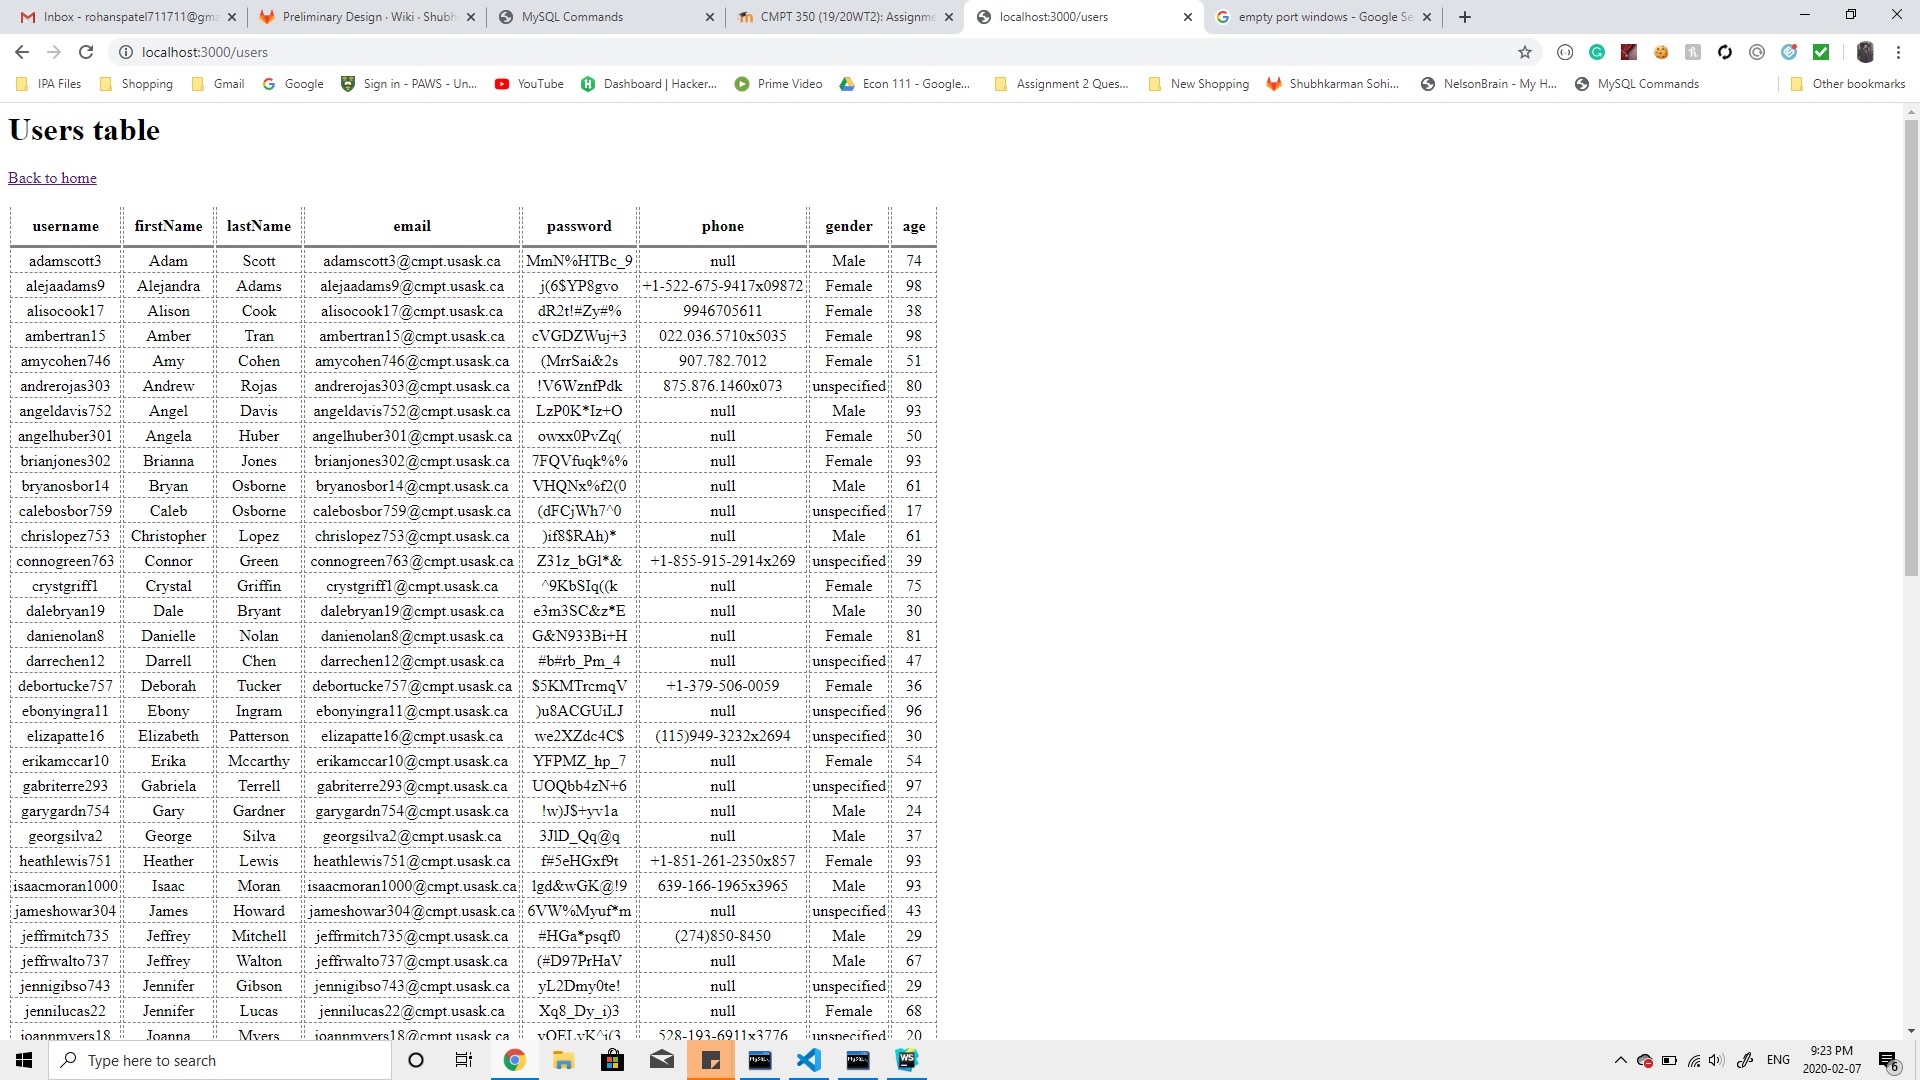 Inbox - rohanspatel711711@gma
Preliminary Design · Wiki · Shubh
MySQL Commands
CMPT 350 (19/20WT2): Assignme
localhost:3000/users
empty port windows - Google Se
localhost:3000/users
IPA Files Shopping Gmail Google Sign in - PAWS - Un... YouTube Dashboard | Hacker... Prime Video Econ 111 - Google... Assignment 2 Ques... New Shopping Shubhkarman Sohi... NelsonBrain - My H... MySQL Commands Other bookmarks
Users table
Back to home
username firstName lastName email password phone gender age
adamscott3 Adam Scott adamscott3@cmpt.usask.ca MmN%HTBc_9 null Male 74
alejaadams9 Alejandra Adams alejaadams9@cmpt.usask.ca j(6$YP8gvo +1-522-675-9417x09872 Female 98
alisocook17 Alison Cook alisocook17@cmpt.usask.ca dR2t!#Zy#% 9946705611 Female 38
ambertran15 Amber Tran ambertran15@cmpt.usask.ca cVGDZWuj+3 022.036.5710x5035 Female 98
amycohen746 Amy Cohen amycohen746@cmpt.usask.ca (MrrSai&2s 907.782.7012 Female 51
andrerojas303 Andrew Rojas andrerojas303@cmpt.usask.ca !V6WznfPdk 875.876.1460x073 unspecified 80
angeldavis752 Angel Davis angeldavis752@cmpt.usask.ca LzP0K*Iz+O null Male 93
angelhuber301 Angela Huber angelhuber301@cmpt.usask.ca owxx0PvZq( null Female 50
brianjones302 Brianna Jones brianjones302@cmpt.usask.ca 7FQVfuqk%% null Female 93
bryanosbor14 Bryan Osborne bryanosbor14@cmpt.usask.ca VHQNx%f2(0 null Male 61
calebosbor759 Caleb Osborne calebosbor759@cmpt.usask.ca (dFCjWh7^0 null unspecified 17
chrislopez753 Christopher Lopez chrislopez753@cmpt.usask.ca )if8$RAh)* null Male 61
connogreen763 Connor Green connogreen763@cmpt.usask.ca Z31z_bGl*& +1-855-915-2914x269 unspecified 39
crystgriff1 Crystal Griffin crystgriff1@cmpt.usask.ca ^9KbSIq((k null Female 75
dalebryan19 Dale Bryant dalebryan19@cmpt.usask.ca e3m3SC&z*E null Male 30
danienolan8 Danielle Nolan danienolan8@cmpt.usask.ca G&N933Bi+H null Female 81
darrechen12 Darrell Chen darrechen12@cmpt.usask.ca #b#rb_Pm_4 null unspecified 47
debortucke757 Deborah Tucker debortucke757@cmpt.usask.ca $5KMTrcmqV +1-379-506-0059 Female 36
ebonyingra11 Ebony Ingram ebonyingra11@cmpt.usask.ca )u8ACGUiLJ null unspecified 96
elizapatte16 Elizabeth Patterson elizapatte16@cmpt.usask.ca we2XZdc4C$ (115)949-3232x2694 unspecified 30
erikamccar10 Erika Mccarthy erikamccar10@cmpt.usask.ca YFPMZ_hp_7 null Female 54
gabriterre293 Gabriela Terrell gabriterre293@cmpt.usask.ca UOQbb4zN+6 null unspecified 97
garygardn754 Gary Gardner garygardn754@cmpt.usask.ca !w)J$+yv1a null Male 24
georgsilva2 George Silva georgsilva2@cmpt.usask.ca 3JlD_Qq@q null Male 37
heathlewis751 Heather Lewis heathlewis751@cmpt.usask.ca f#5eHGxf9t +1-851-261-2350x857 Female 93
isaacmoran1000 Isaac Moran isaacmoran1000@cmpt.usask.ca lgd&wGK@!9 639-166-1965x3965 Male 93
jameshowar304 James Howard jameshowar304@cmpt.usask.ca 6VW%Myuf*m null unspecified 43
jeffrmitch735 Jeffrey Mitchell jeffrmitch735@cmpt.usask.ca #HGa*psqf0 (274)850-8450 Male 29
jeffrwalto737 Jeffrey Walton jeffrwalto737@cmpt.usask.ca (#D97PrHaV null Male 67
jennigibso743 Jennifer Gibson jennigibso743@cmpt.usask.ca yL2Dmy0te! null unspecified 29
jennilucas22 Jennifer Lucas jennilucas22@cmpt.usask.ca Xq8_Dy_i)3 null Female 68
joannmyers18 Joanna Myers joannmyers18@cmpt.usask.ca 528-193-6911x3776 unspecified 20
Type here to search
ENG
9:23 PM
2020-02-07
6